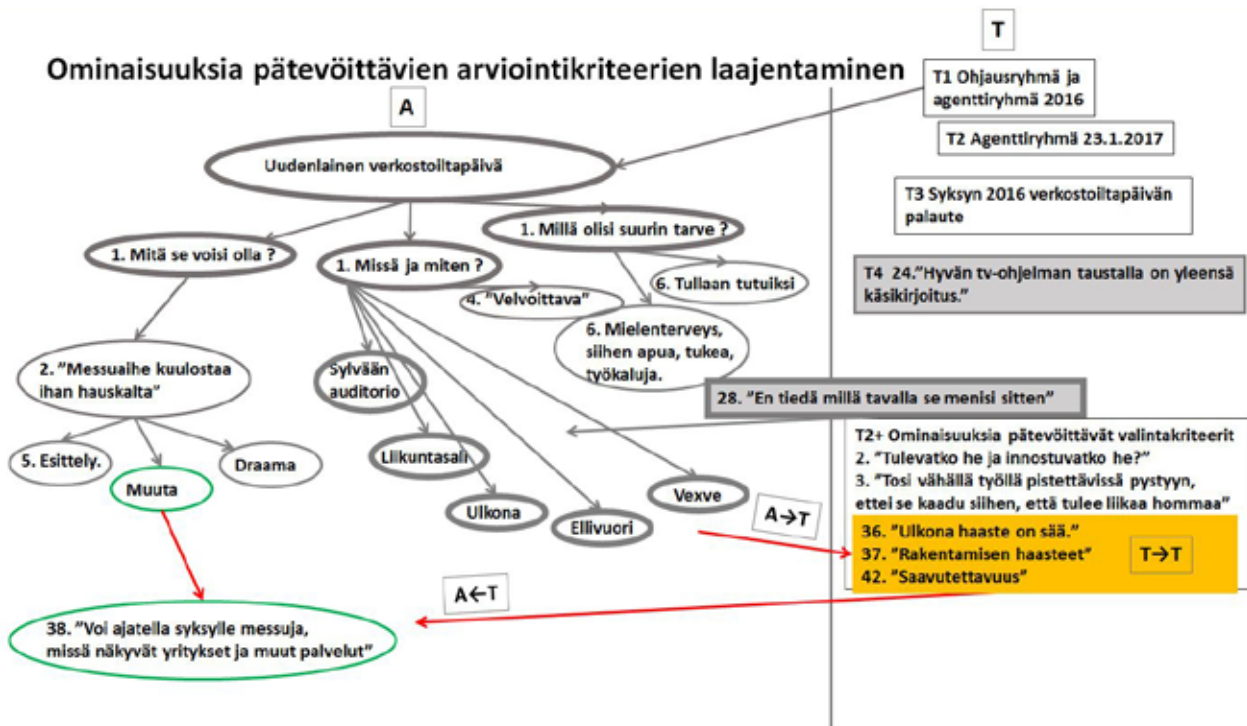 T
Ominaisuuksia pätevöittävien arviointikriteerien laajentaminen
T1 Ohjausryhmä ja
agenttiryhmä 2016
A
T2 Agenttiryhmä 23.1.2017
Uudenlainen verkostoiltapäivä
T3 Syksyn 2016 verkostoiltapäivän
palaute
1. Mitä se voisi olla ?
1. Missä ja miten ?
1. Millä olisi suurin tarve ?
T4 24."Hyvän tv-ohjelman taustalla on yleensä
käsikirjoitus."
4. "Velvoittava"
6. Tullaan tutuiksi
6. Mielenterveys,
siihen apua, tukea,
työkaluja.
2. "Messuaihe kuulostaa
ihan hauskalta"
Sylvään
auditorio
28. "En tiedä millä tavalla se menisi sitten"
5. Esittely.
Muuta
Draama
Liikuntasali
Ulkona
Ellivuori
Vexve
T2+ Ominaisuuksia pätevöittävät valintakriteerit
2. "Tulevatko he ja innostuvatko he?"
3. "Tosi vähällä työllä pistettävissä pystyyn,
ettei se kaadu siihen, että tulee liikaa hommaa"
A→T
36. "Ulkona haaste on sää."
37. "Rakentamisen haasteet"
42. "Saavutettavuus"
T→T
A←T
38. "Voi ajatella syksylle messuja,
missä näkyvät yritykset ja muut palvelut"